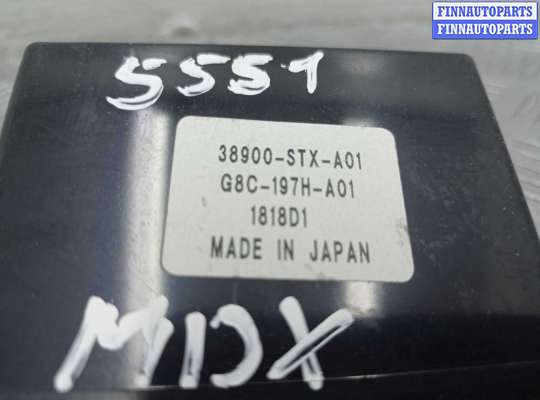 FINNAUTOPARTS
FINNAUTOPARTS
5551
38900-STX-A01
G8C-197H-A01
1818D1
MADE IN JAPAN
MDX